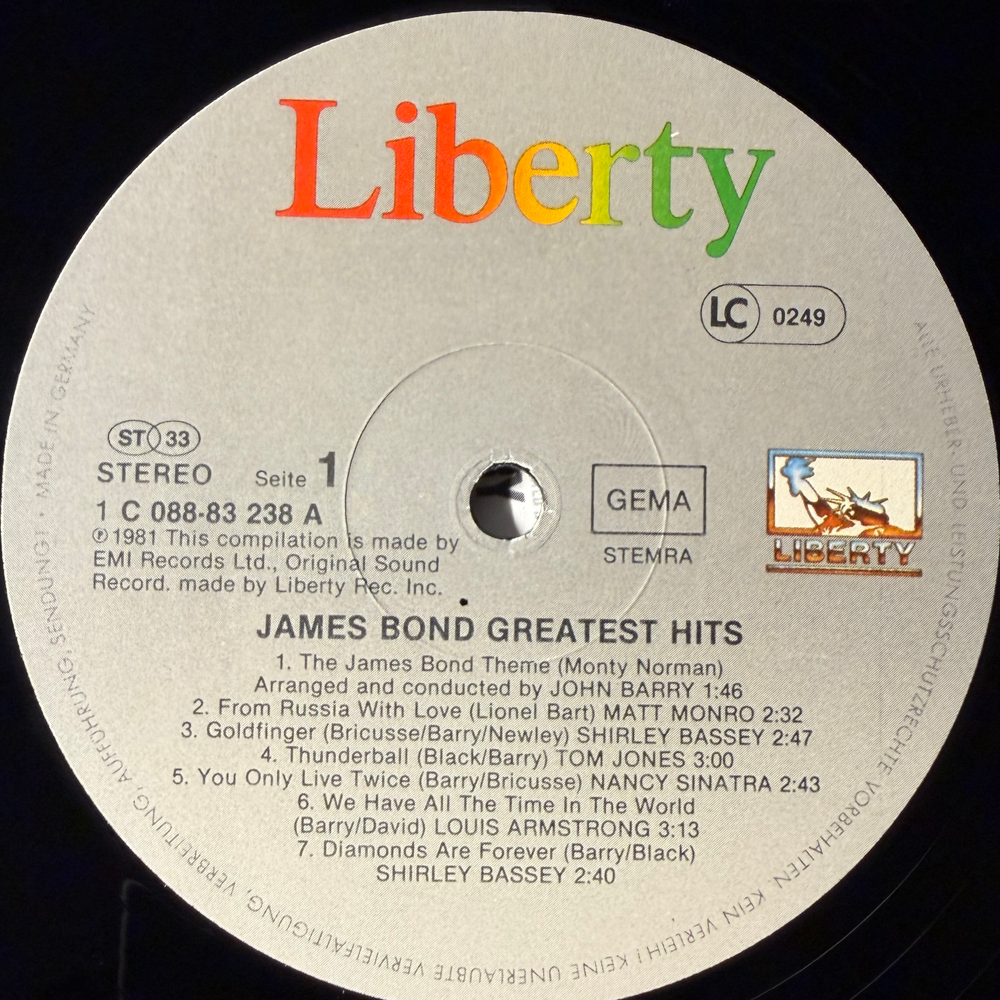 Liberty
LC 0249
ST 33
STEREO Seite 1
1 C 088-83 238 A
℗1981 This compilation is made by
EMI Records Ltd., Original Sound
Record. made by Liberty Rec. Inc.
GEMA
STEMRA
LIBERTY
JAMES BOND GREATEST HITS
1. The James Bond Theme (Monty Norman)
Arranged and conducted by JOHN BARRY 1:46
2. From Russia With Love (Lionel Bart) MATT MONRO 2:32
3. Goldfinger (Bricusse/Barry/Newley) SHIRLEY BASSEY 2:47
4. Thunderball (Black/Barry) TOM JONES 3:00
5. You Only Live Twice (Barry/Bricusse) NANCY SINATRA 2:43
6. We Have All The Time In The World
(Barry/David) LOUIS ARMSTRONG 3:13
7. Diamonds Are Forever (Barry/Black)
SHIRLEY BASSEY 2:40
ALLE URHEBER- UND LEISTUNGSSCHUTZRECHTE VORBEHALTEN. KEIN VERLEIH! KEINE UNERLAUBTE VERVIELFÄLTIGUNG, VERBREITUNG, AUFFÜHRUNG, SENDUNG! • MADE IN GERMANY